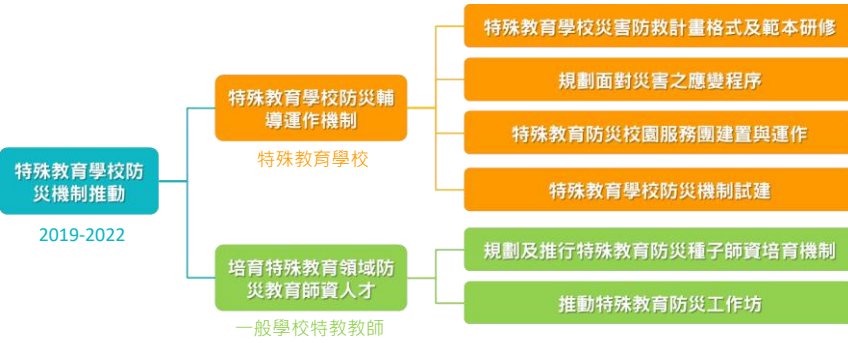 特殊教育學校防
災機制推動
2019-2022
特殊教育學校防災輔
導運作機制
特殊教育學校
特殊教育學校災害防救計畫格式及範本研修
規劃面對災害之應變程序
特殊教育防災校園服務團建置與運作
特殊教育學校防災機制試建
培育特殊教育領域防
災教育師資人才
一般學校特教教師
規劃及推行特殊教育防災種子師資培育機制
推動特殊教育防災工作坊